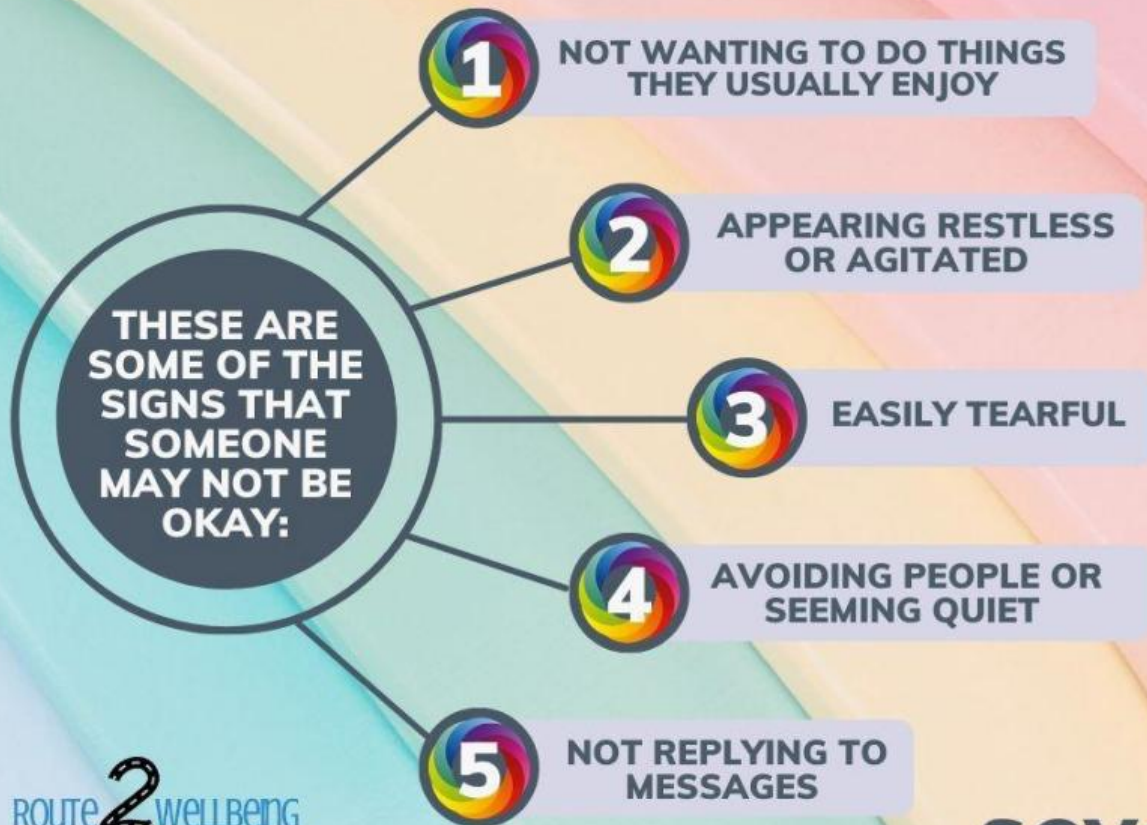 1
NOT WANTING TO DO THINGS
THEY USUALLY ENJOY
2
APPEARING RESTLESS
OR AGITATED
THESE ARE
SOME OF THE
SIGNS THAT
SOMEONE
MAY NOT BE
OKAY:
3
EASILY TEARFUL
4
AVOIDING PEOPLE OR
SEEMING QUIET
5
NOT REPLYING TO
MESSAGES
ROUTE 2 WELLBEING